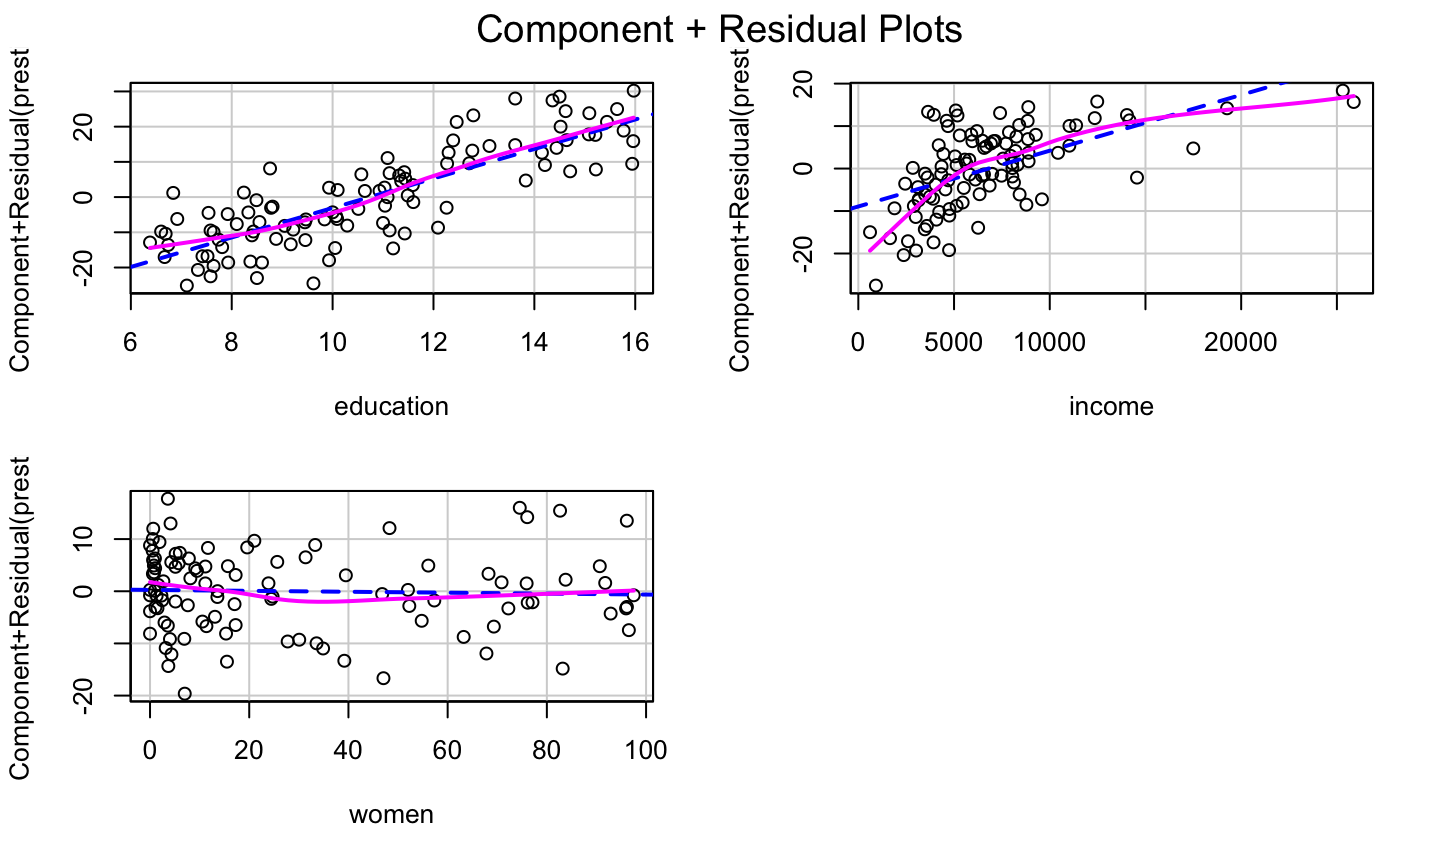 Component + Residual Plots
Component+Residual(prest
20
0
-20
6 8 10 12 14 16
education
Component+Residual(prest
20
0
-20
0 5000 10000 20000
income
Component+Residual(prest
10
0
-20
0 20 40 60 80 100
women